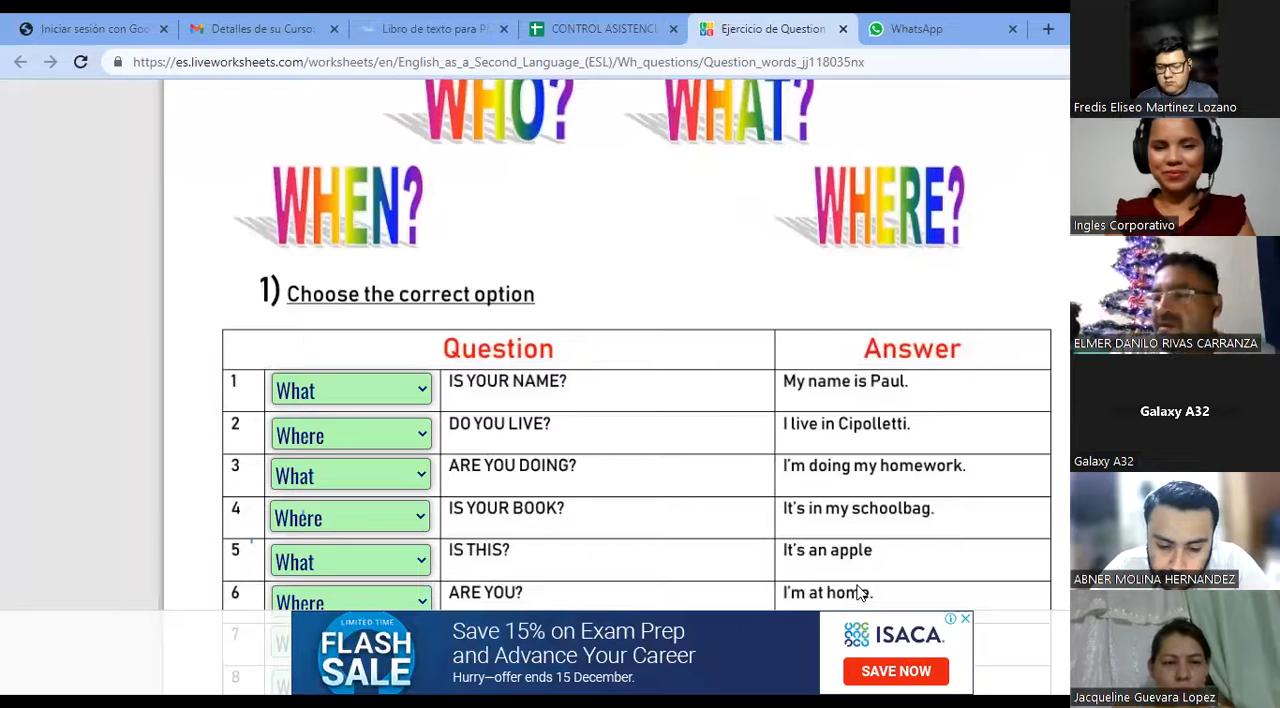 Iniciar sesión con Goo
Detalles de su Curso:
Libro de texto para P
CONTROL ASISTENCI
Ejercicio de Question
WhatsApp
https://es.liveworksheets.com/worksheets/en/English_as_a_Second_Language_(ESL)/Wh_questions/Question_words_jj118035nx
WHO? WHAT?
WHEN? WHERE?
1) Choose the correct option
Question Answer
1 What IS YOUR NAME? My name is Paul.
2 Where DO YOU LIVE? I live in Cipolletti.
3 What ARE YOU DOING? I'm doing my homework.
4 Where IS YOUR BOOK? It's in my schoolbag.
5 What IS THIS? It's an apple
6 Where ARE YOU? I'm at home.
7
8
LIMITED TIME
FLASH
SALE
Save 15% on Exam Prep
and Advance Your Career
Hurry—offer ends 15 December.
ISACA.
SAVE NOW
Fredis Eliseo Martinez Lozano
Ingles Corporativo
ELMER DANILO RIVAS CARRANZA
Galaxy A32
Galaxy A32
ABNER MOLINA HERNANDEZ
Jacqueline Guevara Lopez